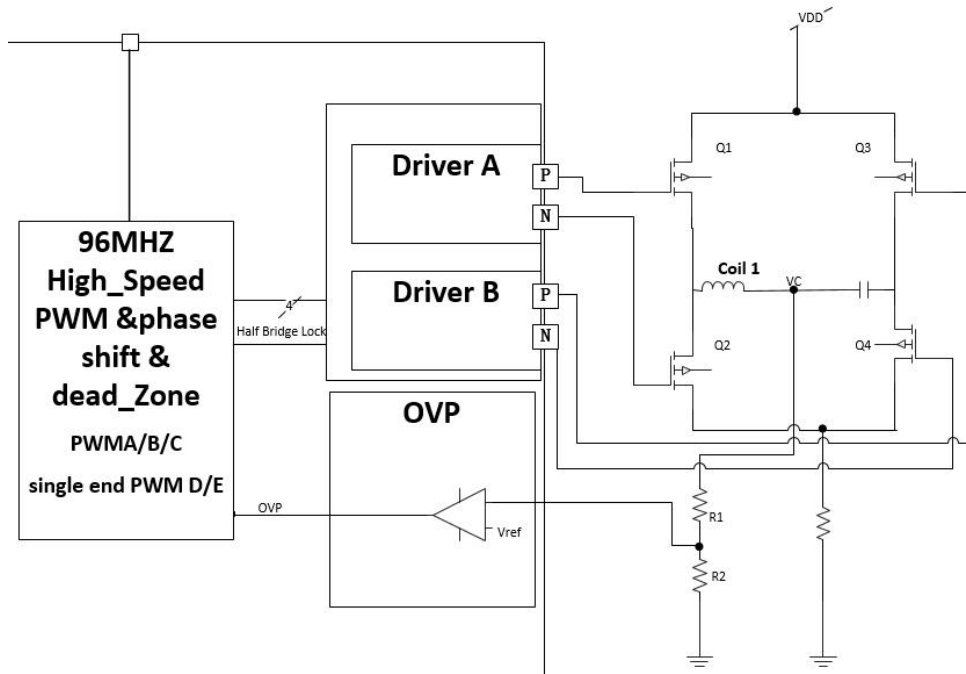 VDD
Driver A
P
N
Driver B
P
N
96MHZ
High_Speed
PWM &phase
shift &
dead_Zone
PWMA/B/C
single end PWM D/E
4
Half Bridge Lock
OVP
OVP
Vref
Q1
Q3
Coil 1
VC
Q2
Q4
R1
R2